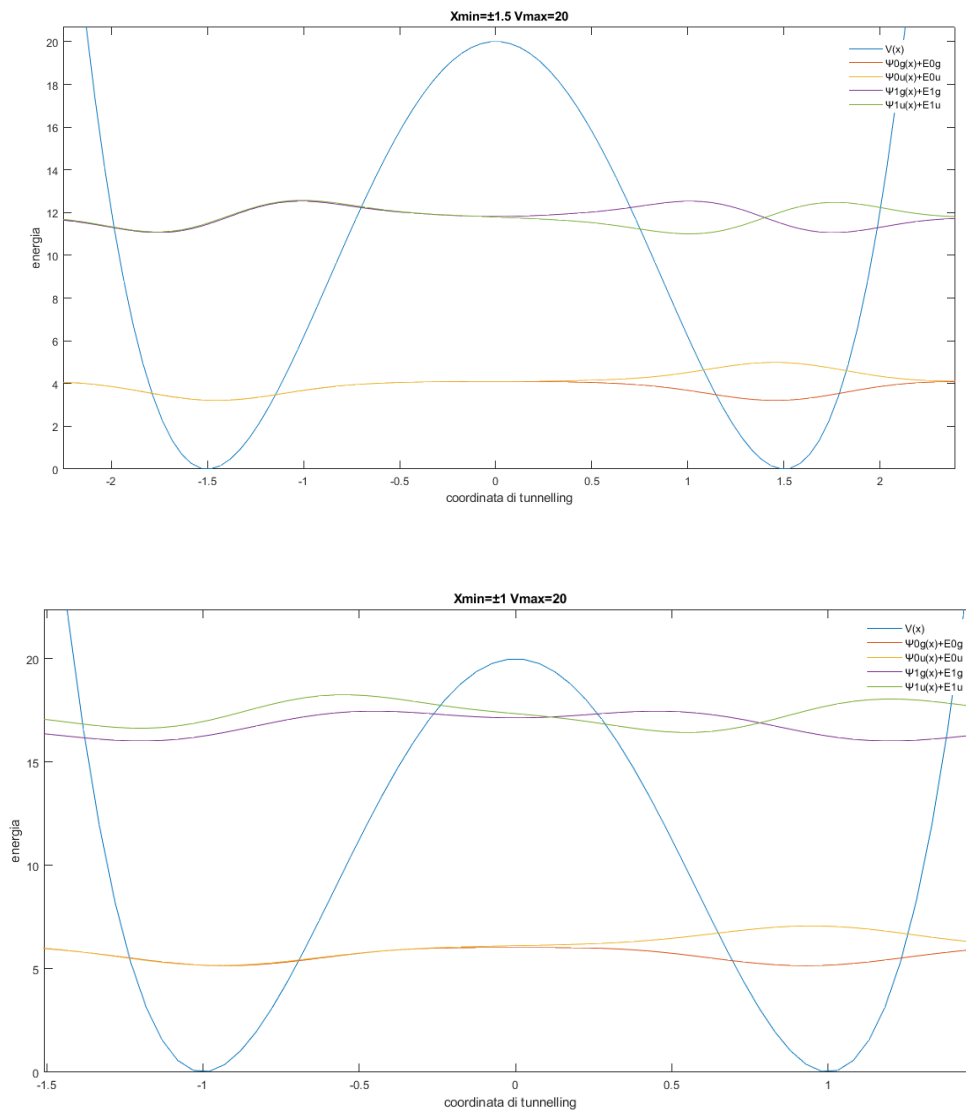 Xmin=±1.5 Vmax=20
20
18
16
14
12
10
8
6
4
2
0
energia
V(x)
Ψ0g(x)+E0g
Ψ0u(x)+E0u
Ψ1g(x)+E1g
Ψ1u(x)+E1u
-2
-1.5
-1
-0.5
0
0.5
1
1.5
2
coordinata di tunnelling
Xmin=±1 Vmax=20
20
15
10
5
0
energia
V(x)
Ψ0g(x)+E0g
Ψ0u(x)+E0u
Ψ1g(x)+E1g
Ψ1u(x)+E1u
-1.5
-1
-0.5
0
0.5
1
coordinata di tunnelling